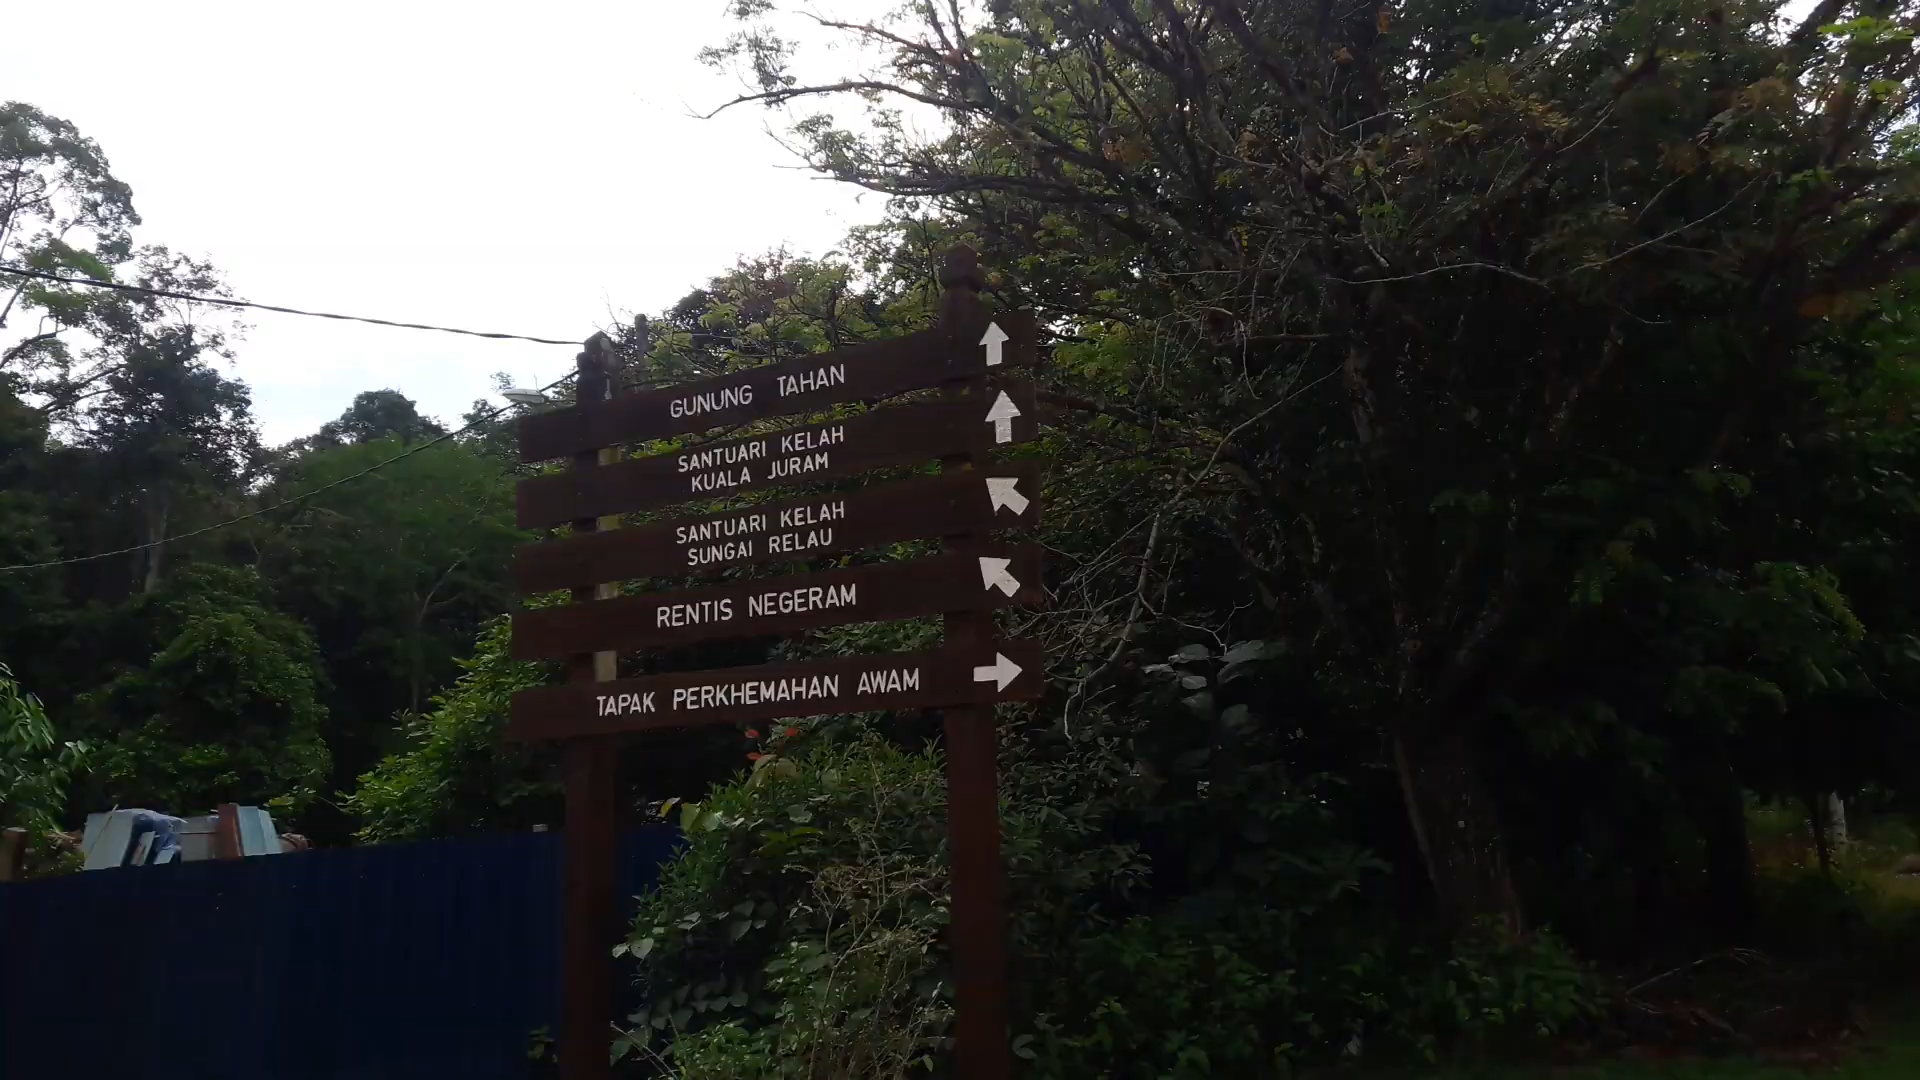 GUNUNG TAHAN
SANTUARI KELAH
KUALA JURAM
SANTUARI KELAH
SUNGAI RELAU
RENTIS NEGERAM
TAPAK PERKHEMAHAN AWAM